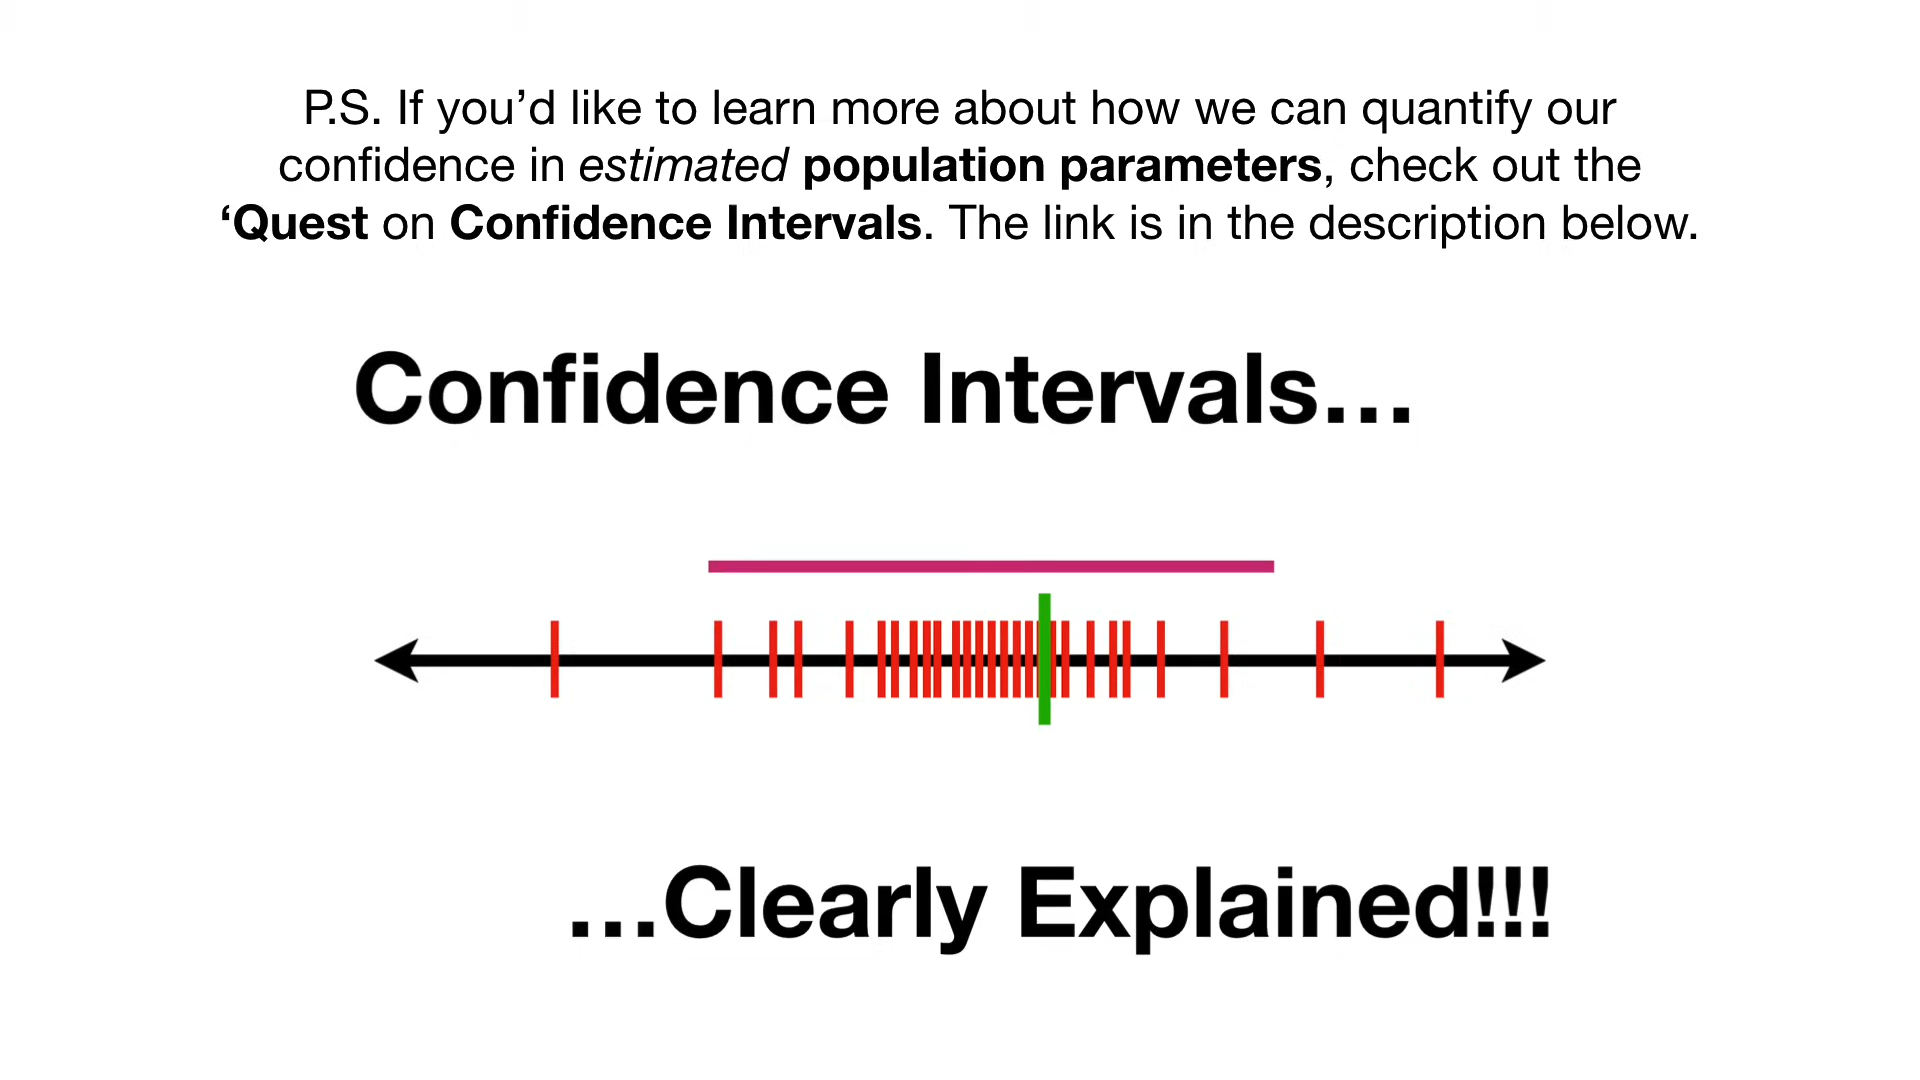 P.S. If you’d like to learn more about how we can quantify our
confidence in estimated population parameters, check out the
‘Quest on Confidence Intervals. The link is in the description below.
Confidence Intervals…
…Clearly Explained!!!